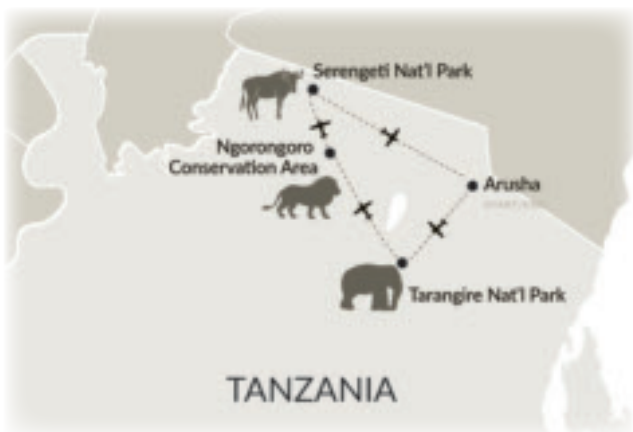 Serengeti Nat'l Park
Ngorongoro
Conservation Area
Arusha
Tarangire Nat'l Park
TANZANIA